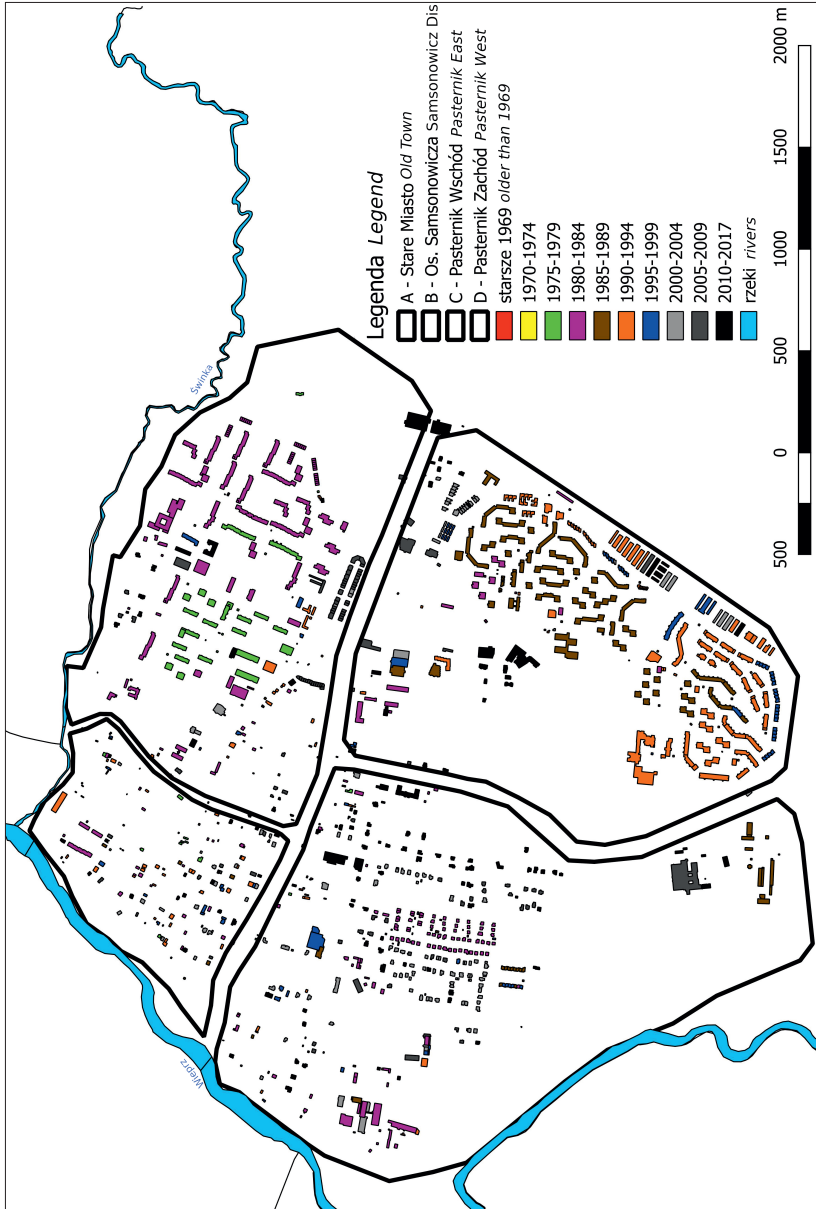 Świnka
Wieprz
Legenda Legend
A - Stare Miasto Old Town
B - Os. Samsonowicza Samsonowicz Dis
C - Pasternik Wschód Pasternik East
D - Pasternik Zachód Pasternik West
starsze 1969 older than 1969
1970-1974
1975-1979
1980-1984
1985-1989
1990-1994
1995-1999
2000-2004
2005-2009
2010-2017
rzeki rivers
500 0 500 1000 1500 2000 m